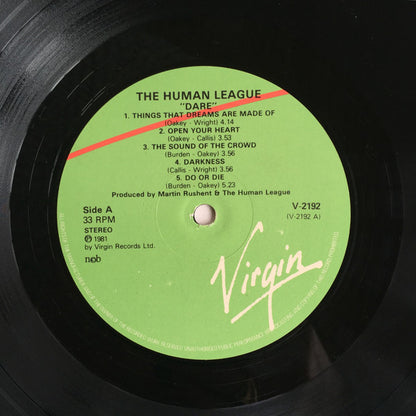 THE HUMAN LEAGUE
"DARE"
1. THINGS THAT DREAMS ARE MADE OF
(Oakey - Wright) 4.14
2. OPEN YOUR HEART
(Oakey - Callis) 3.53
3. THE SOUND OF THE CROWD
(Burden - Oakey) 3.56
4. DARKNESS
(Callis - Wright) 3.56
5. DO OR DIE
(Burden - Oakey) 5.23
Produced by Martin Rushent & The Human League
Side A
V-2192
33 RPM
(V-2192 A)
STEREO
℗ 1981
by Virgin Records Ltd.
ncb
Virgin